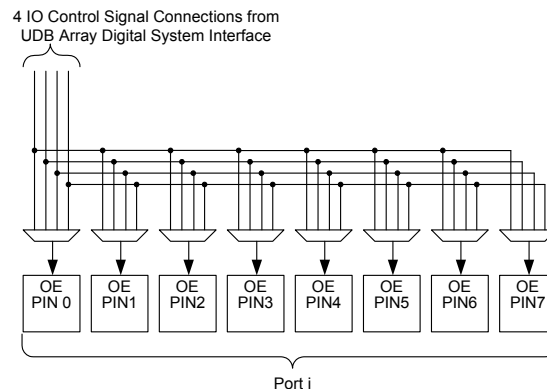 4 IO Control Signal Connections from
UDB Array Digital System Interface
OE
PIN 0
OE
PIN1
OE
PIN2
OE
PIN3
OE
PIN4
OE
PIN5
OE
PIN6
OE
PIN7
Port i